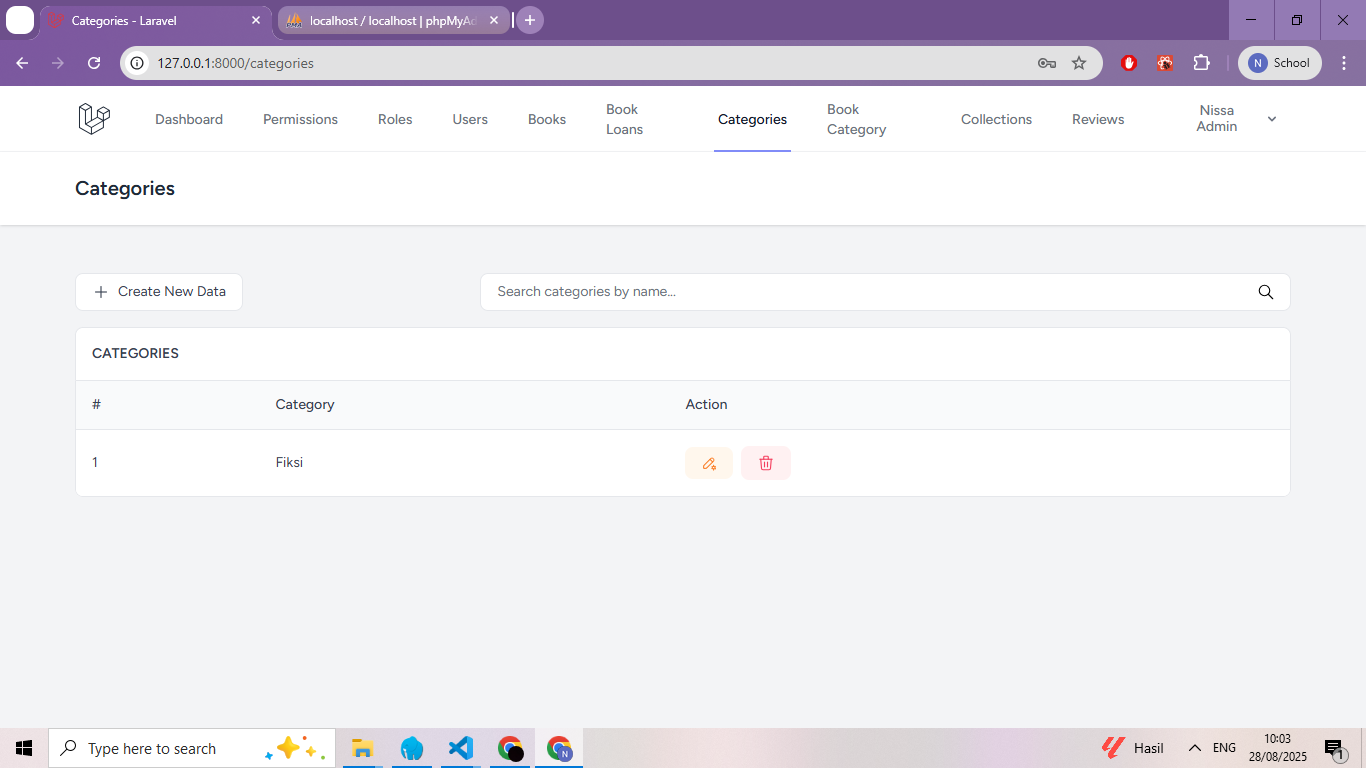 Categories - Laravel
localhost / localhost | phpMyAd
127.0.0.1:8000/categories
N School
Dashboard
Permissions
Roles
Users
Books
Book
Loans
Categories
Book
Category
Collections
Reviews
Nissa
Admin
Categories
Create New Data
Search categories by name...
CATEGORIES
# Category Action
1 Fiksi
Type here to search
N
Hasil
ENG
10:03
28/08/2025
1